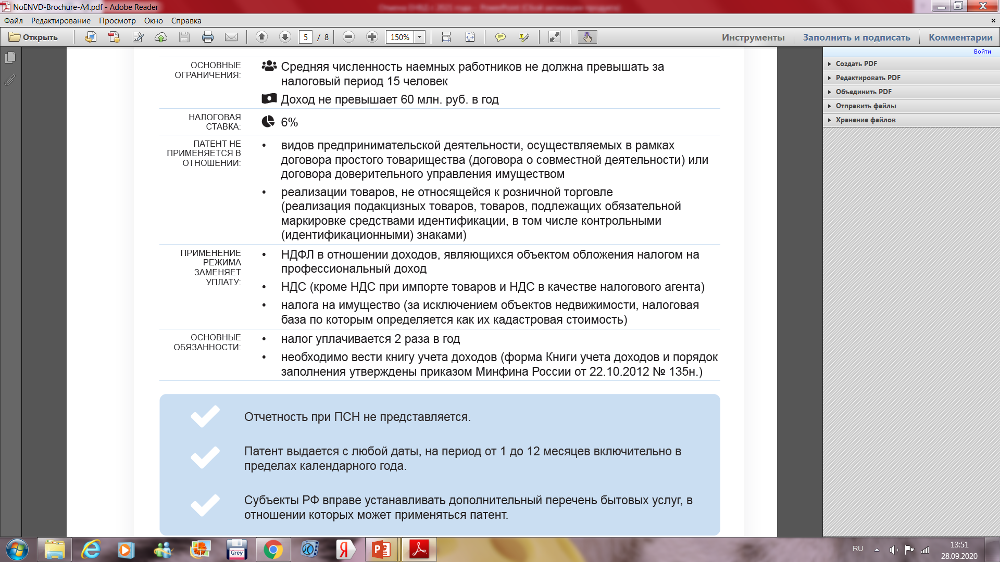 NoENVD-Brochure-A4.pdf - Adobe Reader
Отмена ЕНВД с 2021 года - PowerPoint (Сбой активации продукта)
Файл Редактирование Просмотр Окно Справка
Открыть 5 / 8 150% Инструменты Заполнить и подписать Комментарии
Войти
Создать PDF
Редактировать PDF
Объединить PDF
Отправить файлы
Хранение файлов
ОСНОВНЫЕ
ОГРАНИЧЕНИЯ:
Средняя численность наемных работников не должна превышать за
налоговый период 15 человек
Доход не превышает 60 млн. руб. в год
НАЛОГОВАЯ
СТАВКА:
6%
ПАТЕНТ НЕ
ПРИМЕНЯЕТСЯ В
ОТНОШЕНИИ:
• видов предпринимательской деятельности, осуществляемых в рамках
договора простого товарищества (договора о совместной деятельности) или
договора доверительного управления имуществом
• реализации товаров, не относящейся к розничной торговле
(реализация подакцизных товаров, товаров, подлежащих обязательной
маркировке средствами идентификации, в том числе контрольными
(идентификационными) знаками)
ПРИМЕНЕНИЕ
РЕЖИМА
ЗАМЕНЯЕТ
УПЛАТУ:
• НДФЛ в отношении доходов, являющихся объектом обложения налогом на
профессиональный доход
• НДС (кроме НДС при импорте товаров и НДС в качестве налогового агента)
• налога на имущество (за исключением объектов недвижимости, налоговая
база по которым определяется как их кадастровая стоимость)
ОСНОВНЫЕ
ОБЯЗАННОСТИ:
• налог уплачивается 2 раза в год
• необходимо вести книгу учета доходов (форма Книги учета доходов и порядок
заполнения утверждены приказом Минфина России от 22.10.2012 № 135н.)
Отчетность при ПСН не представляется.
Патент выдается с любой даты, на период от 1 до 12 месяцев включительно в
пределах календарного года.
Субъекты РФ вправе устанавливать дополнительный перечень бытовых услуг, в
отношении которых может применяться патент.
Grey
Я
RU
13:51
28.09.2020